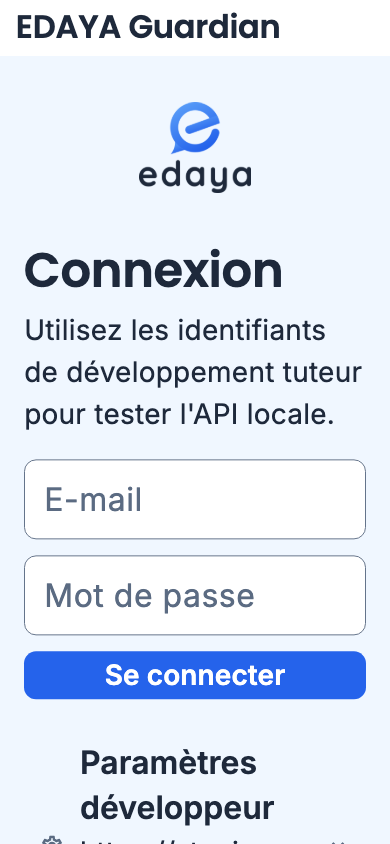 EDAYA Guardian
edaya
Connexion
Utilisez les identifiants
de développement tuteur
pour tester l'API locale.
E-mail
Mot de passe
Se connecter
Paramètres
développeur